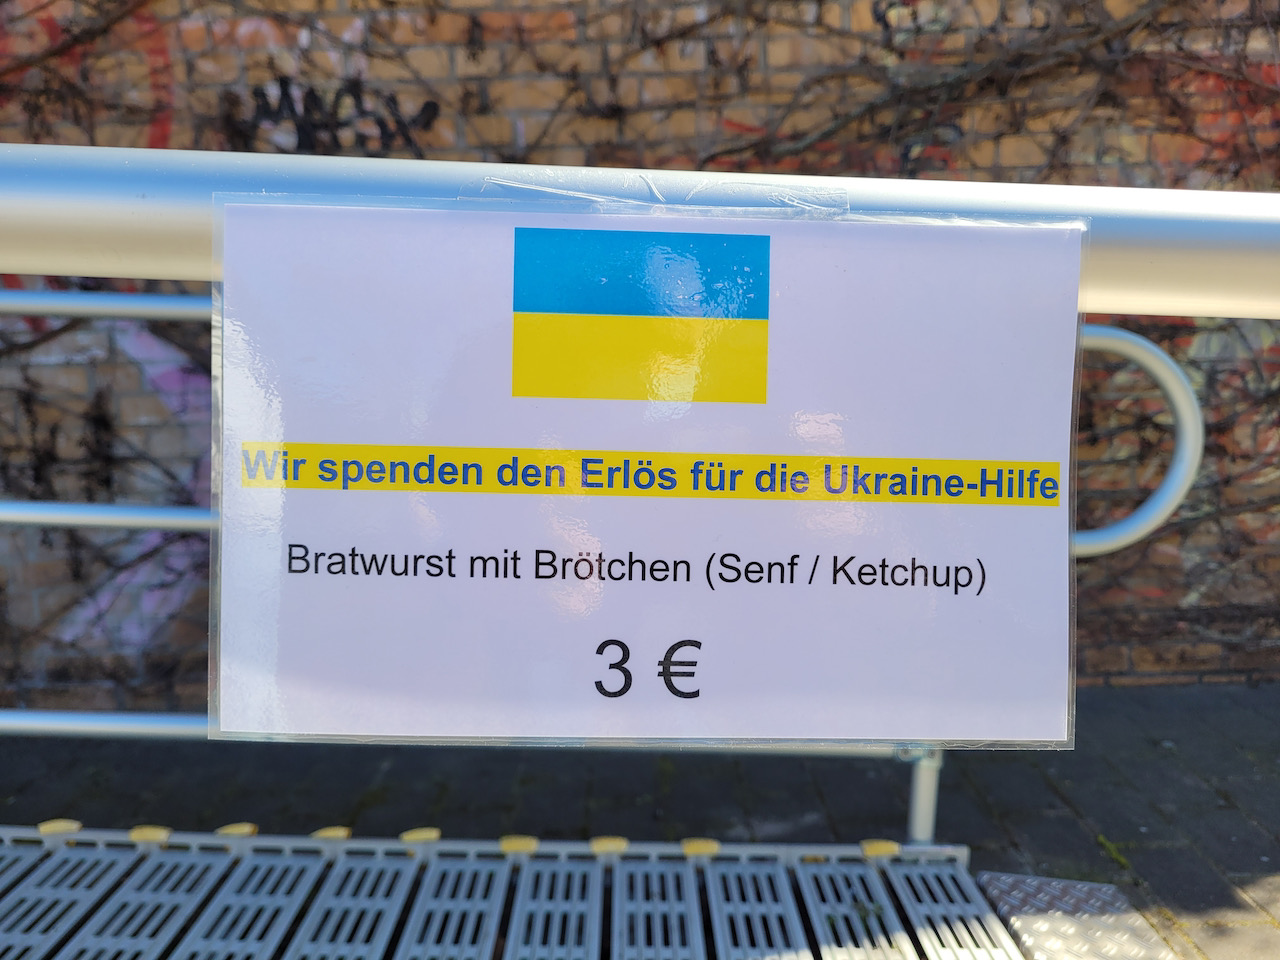 Wir spenden den Erlös für die Ukraine-Hilfe
Bratwurst mit Brötchen (Senf / Ketchup)
3 €